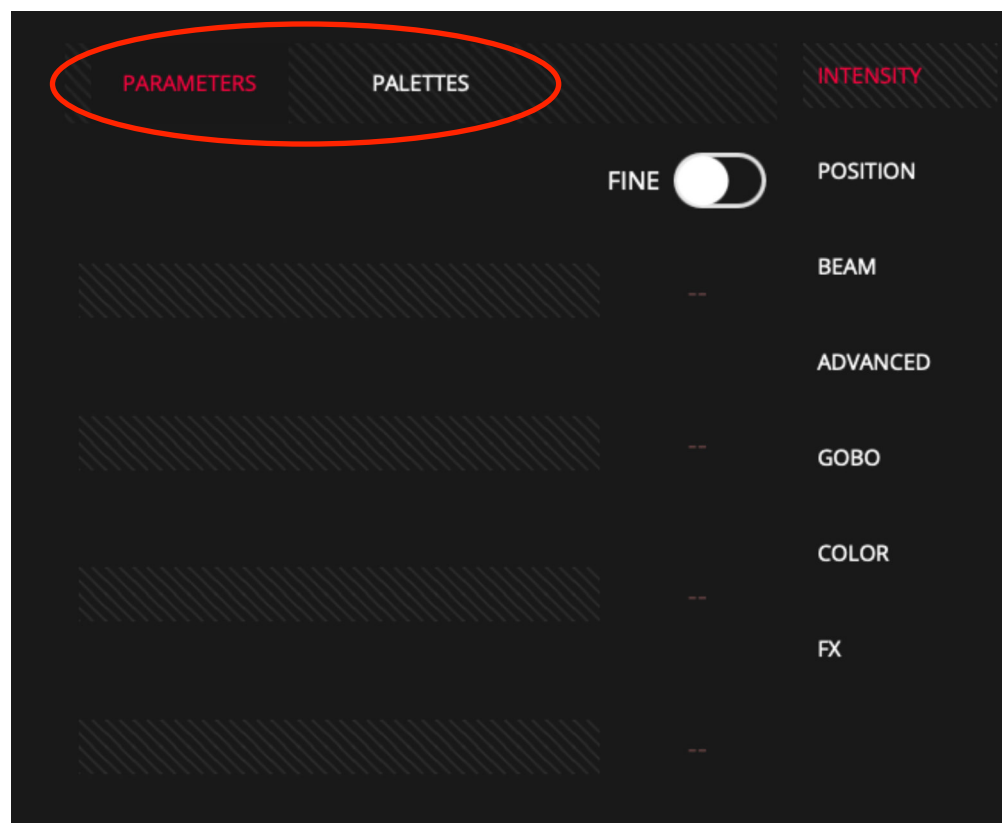 PARAMETERS PALETTES
INTENSITY
FINE
POSITION
BEAM
--
ADVANCED
--
GOBO
COLOR
--
FX
--